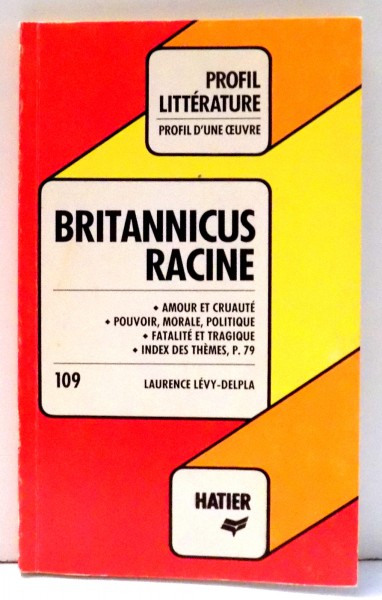 PROFIL
LITTÉRATURE
PROFIL D'UNE ŒUVRE
BRITANNICUS
RACINE
♦ AMOUR ET CRUAUTÉ
♦ POUVOIR, MORALE, POLITIQUE
♦ FATALITÉ ET TRAGIQUE
♦ INDEX DES THÈMES, P. 79
109 LAURENCE LÉVY-DELPLA
HATIER